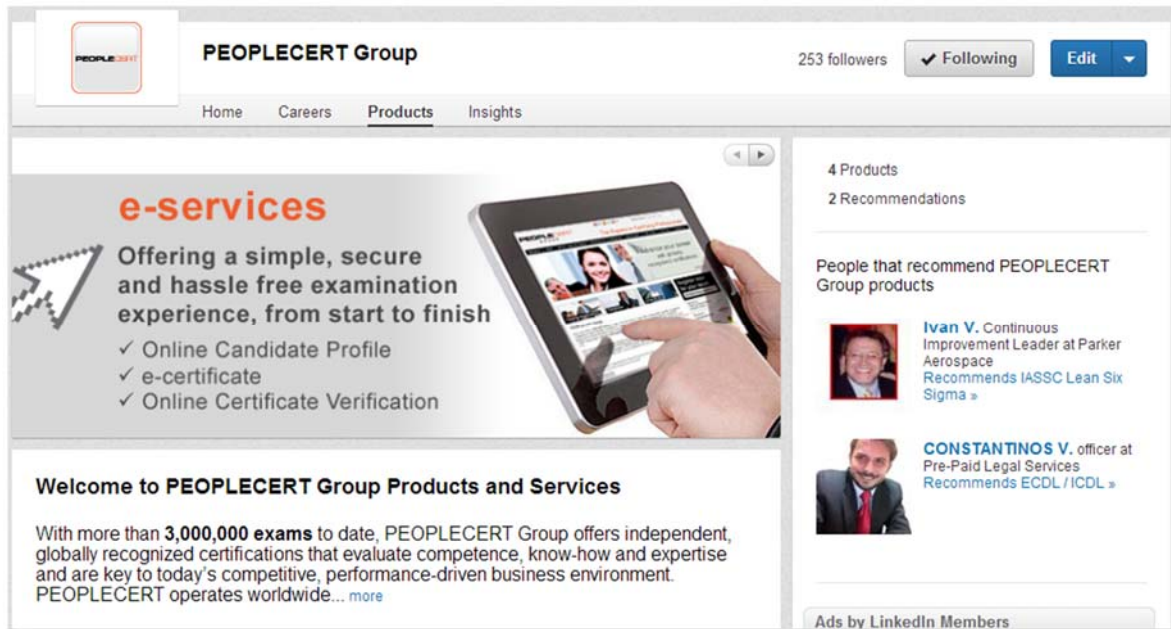 PEOPLECERT
PEOPLECERT Group
253 followers
✔ Following
Edit
Home
Careers
Products
Insights
e-services
Offering a simple, secure
and hassle free examination
experience, from start to finish
✓ Online Candidate Profile
✓ e-certificate
✓ Online Certificate Verification
PEOPLECERT
Welcome to PEOPLECERT Group Products and Services
With more than 3,000,000 exams to date, PEOPLECERT Group offers independent,
globally recognized certifications that evaluate competence, know-how and expertise
and are key to today's competitive, performance-driven business environment.
PEOPLECERT operates worldwide... more
4 Products
2 Recommendations
People that recommend PEOPLECERT
Group products
Ivan V. Continuous
Improvement Leader at Parker
Aerospace
Recommends IASSC Lean Six
Sigma »
CONSTANTINOS V. officer at
Pre-Paid Legal Services
Recommends ECDL / ICDL »
Ads by LinkedIn Members